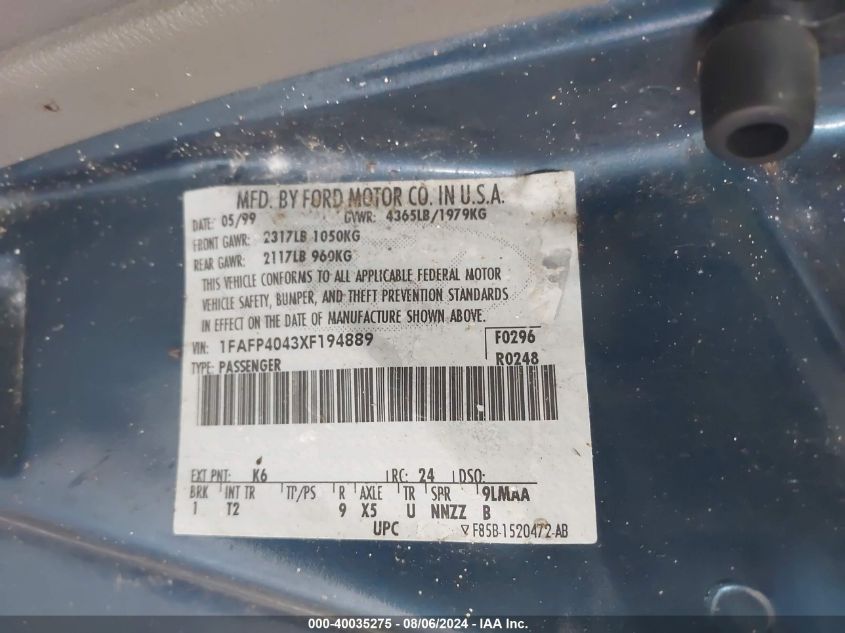 MFD. BY FORD MOTOR CO. IN U.S.A.
DATE: 05/99 GVWR: 4365LB/1979KG
FRONT GAWR: 2317LB 1050KG
REAR GAWR: 2117LB 960KG
THIS VEHICLE CONFORMS TO ALL APPLICABLE FEDERAL MOTOR
VEHICLE SAFETY, BUMPER, AND THEFT PREVENTION STANDARDS
IN EFFECT ON THE DATE OF MANUFACTURE SHOWN ABOVE.
VIN: 1FAFP4043XF194889 F0296
TYPE: PASSENGER R0248
EXT PNT: K6 RC: 24 DSO:
BRK INT TR TP/PS R AXLE TR SPR 9LMAA
1 T2 9 X5 U NNZZ B
UPC ▽ F85B-1520472-AB
000-40035275 - 08/06/2024 - IAA Inc.